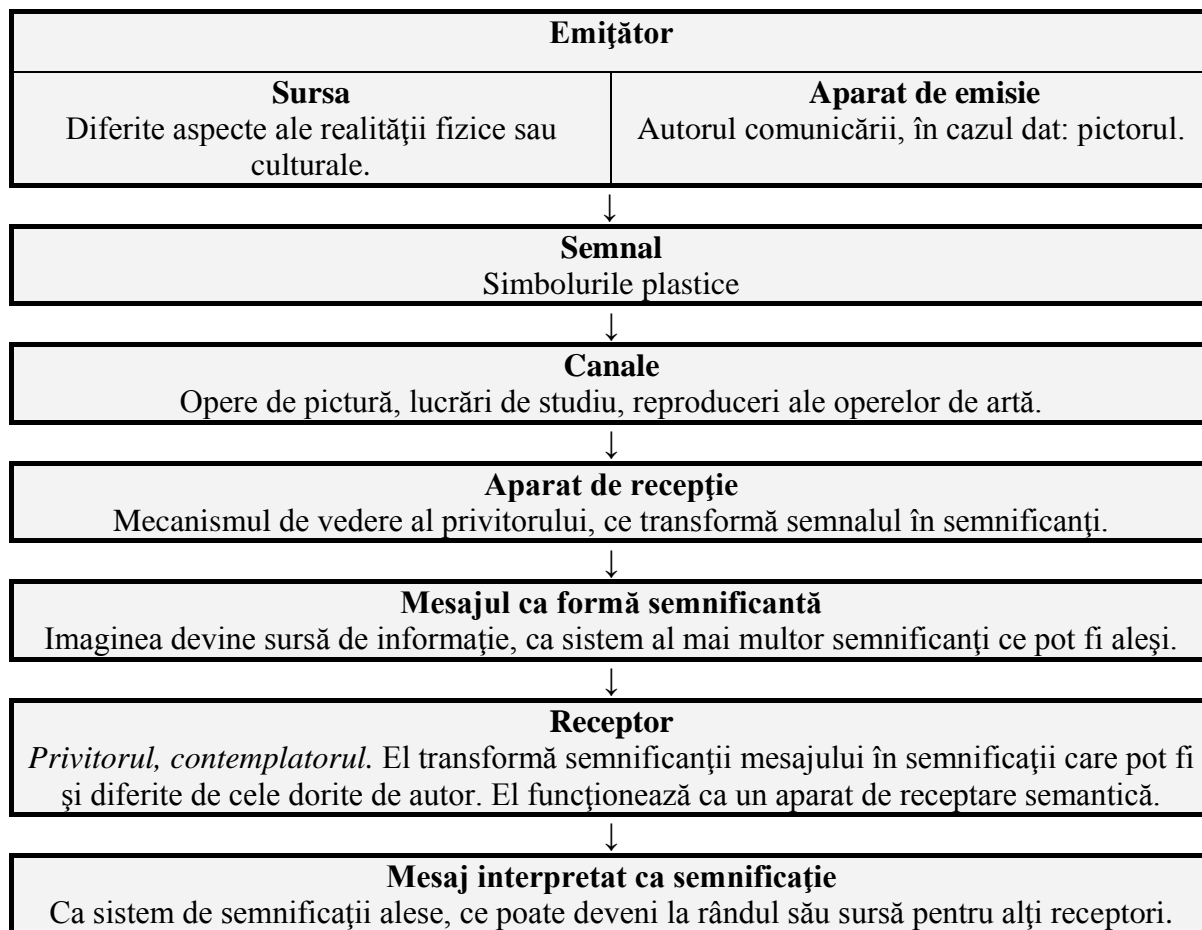 Emiţător
Sursa
Diferite aspecte ale realităţii fizice sau
culturale.
Aparat de emisie
Autorul comunicării, în cazul dat: pictorul.
↓
Semnal
Simbolurile plastice
↓
Canale
Opere de pictură, lucrări de studiu, reproduceri ale operelor de artă.
↓
Aparat de recepţie
Mecanismul de vedere al privitorului, ce transformă semnalul în semnificanţi.
↓
Mesajul ca formă semnificantă
Imaginea devine sursă de informaţie, ca sistem al mai multor semnificanţi ce pot fi aleşi.
↓
Receptor
Privitorul, contemplatorul. El transformă semnificanţii mesajului în semnificaţii care pot fi
şi diferite de cele dorite de autor. El funcţionează ca un aparat de receptare semantică.
↓
Mesaj interpretat ca semnificaţie
Ca sistem de semnificaţii alese, ce poate deveni la rândul său sursă pentru alţi receptori.